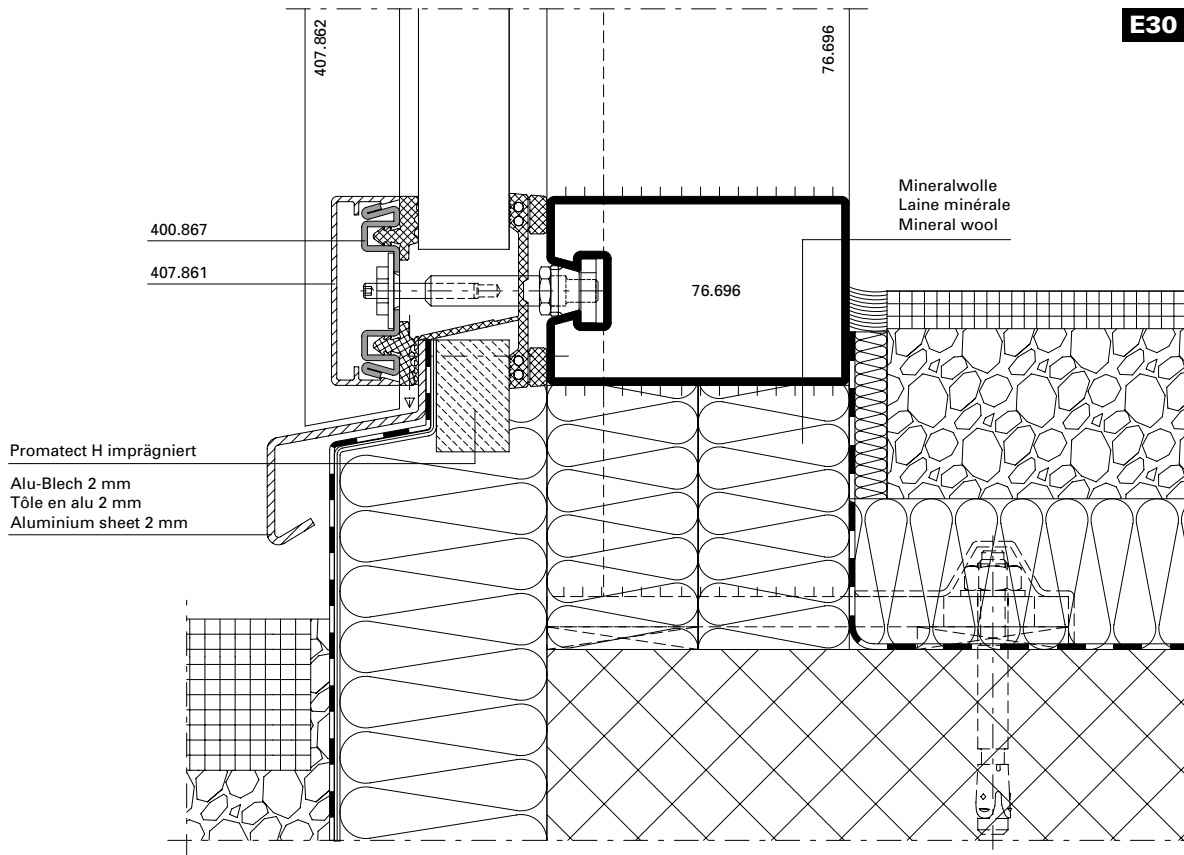 407.862
76.696
E30
Mineralwolle
Laine minérale
Mineral wool
400.867
407.861
76.696
Promatect H imprägniert
Alu-Blech 2 mm
Tôle en alu 2 mm
Aluminium sheet 2 mm